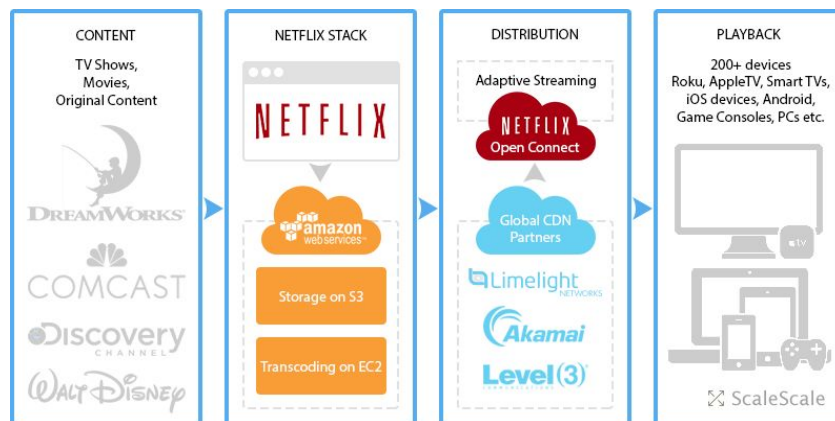 CONTENT
TV Shows,
Movies,
Original Content
DREAMWORKS
COMCAST
Discovery
CHANNEL
WALT DISNEY
NETFLIX STACK
NETFLIX
amazon
web services™
Storage on S3
Transcoding on EC2
DISTRIBUTION
Adaptive Streaming
NETFLIX
Open Connect
Global CDN
Partners
Limelight
NETWORKS
Akamai
Level(3)
COMMUNICATIONS
PLAYBACK
200+ devices
Roku, AppleTV, Smart TVs,
iOS devices, Android,
Game Consoles, PCs etc.
tv
ScaleScale